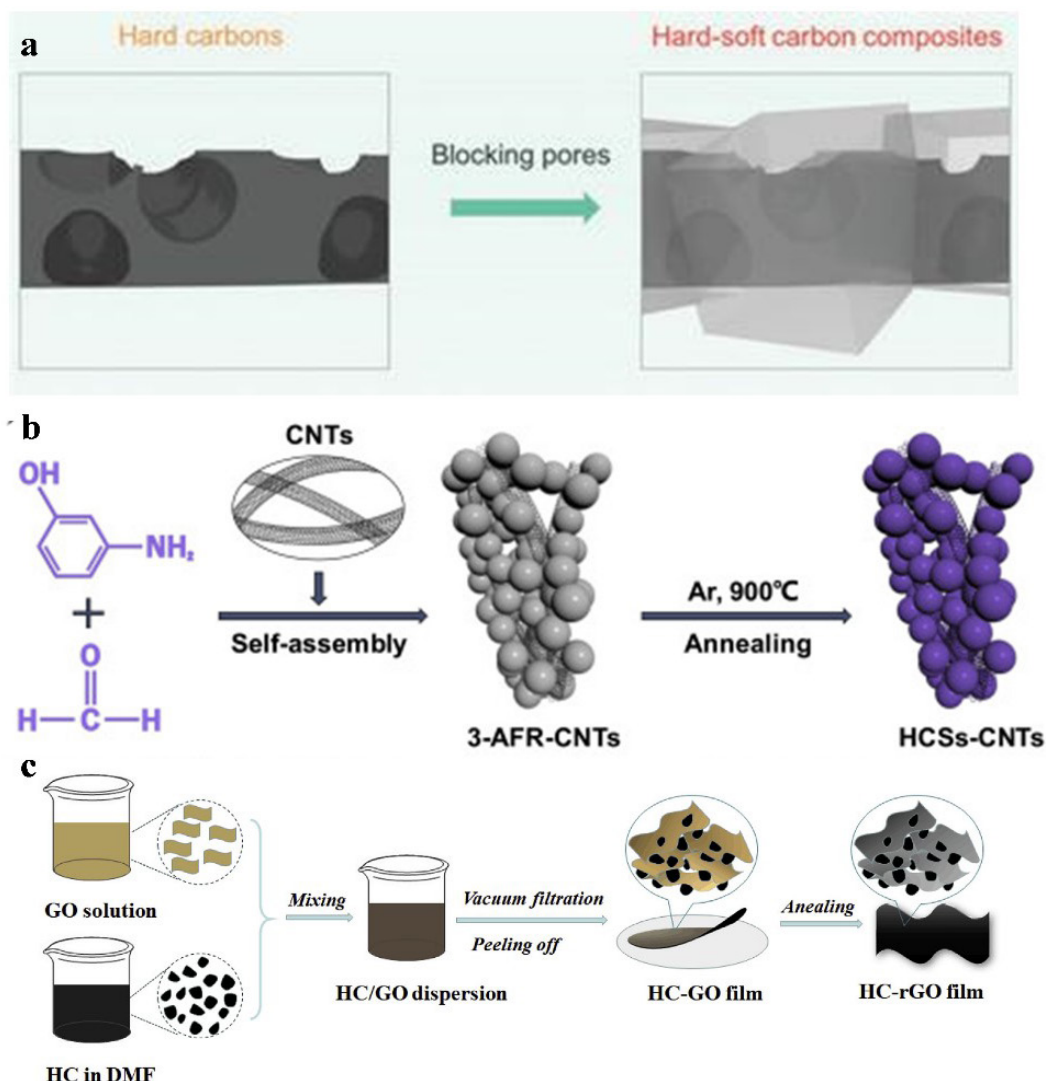 a
Hard carbons
Hard-soft carbon composites
Blocking pores
b
CNTs
OH
NH2
+
O
H C H
Self-assembly
3-AFR-CNTs
Ar, 900℃
Annealing
HCSs-CNTs
c
GO solution
HC in DMF
Mixing
HC/GO dispersion
Vacuum filtration
Peeling off
HC-GO film
Anealing
HC-rGO film